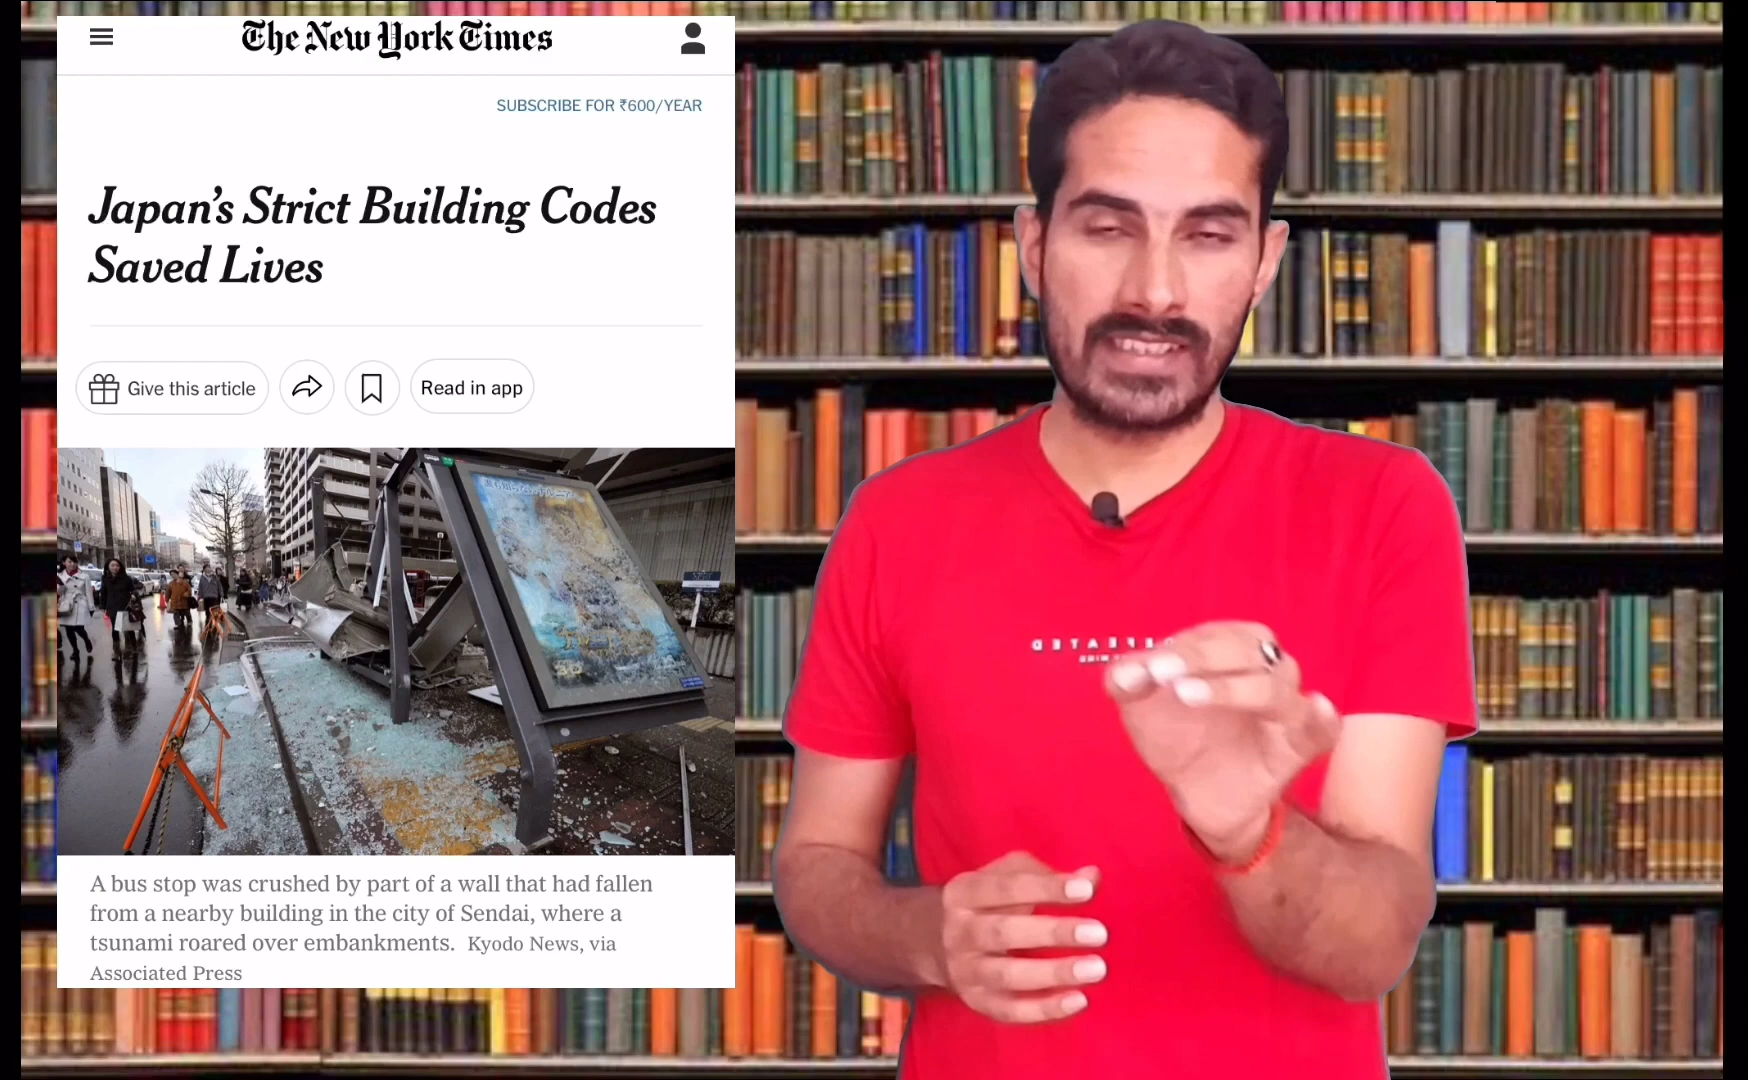 The New York Times
SUBSCRIBE FOR ₹600/YEAR
Japan's Strict Building Codes
Saved Lives
Give this article
Read in app
A bus stop was crushed by part of a wall that had fallen
from a nearby building in the city of Sendai, where a
tsunami roared over embankments. Kyodo News, via
Associated Press